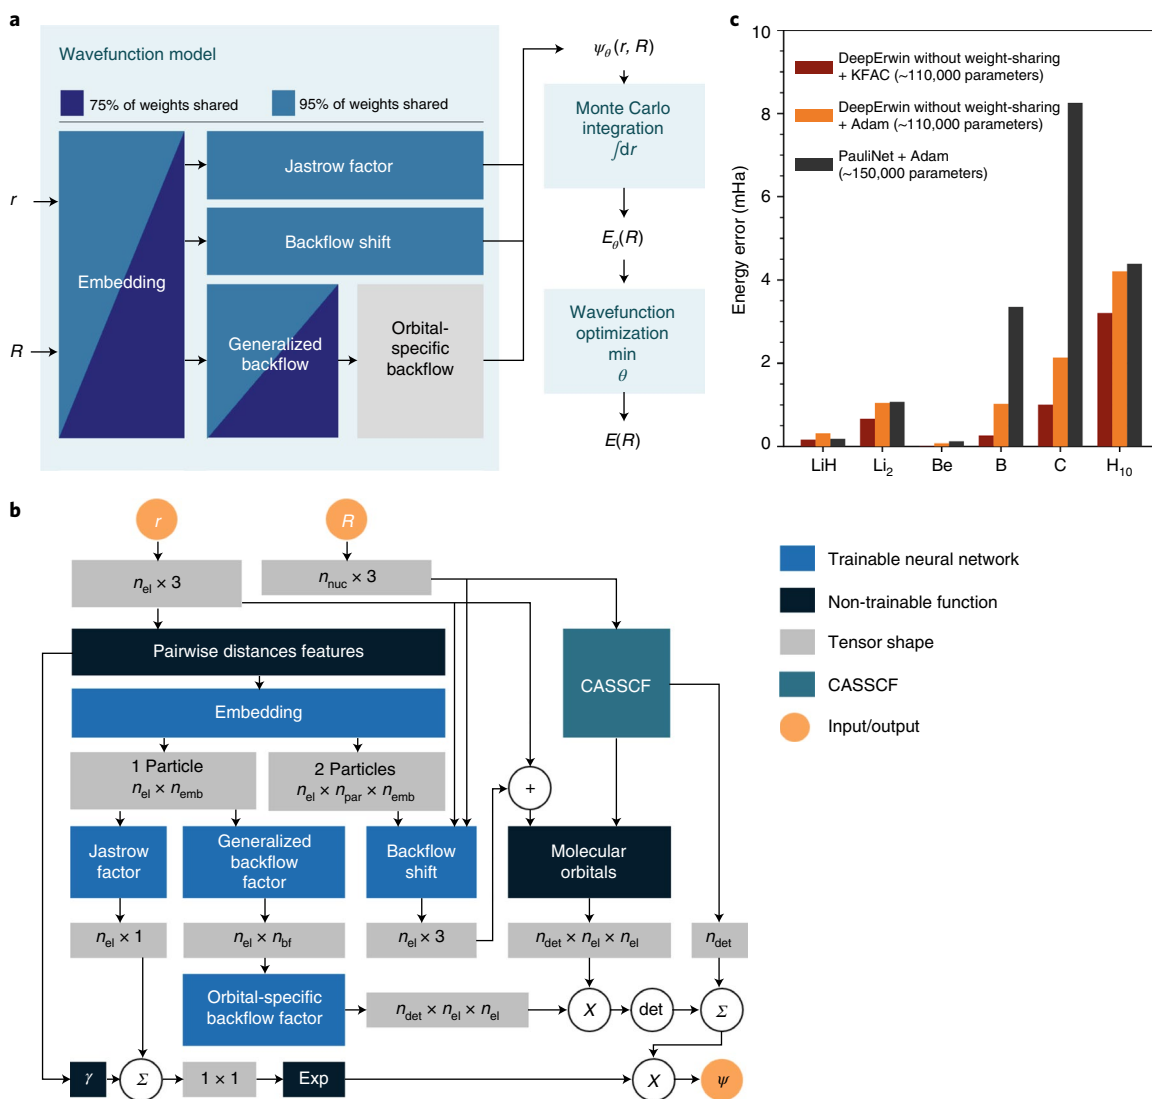 a
Wavefunction model
75% of weights shared
95% of weights shared
r
R
Embedding
Jastrow factor
Backflow shift
Generalized
backflow
Orbital-
specific
backflow
ψθ(r, R)
Monte Carlo
integration
∫dr
Eθ(R)
Wavefunction
optimization
min
θ
E(R)
c
Energy error (mHa)
10
8
6
4
2
0
DeepErwin without weight-sharing
+ KFAC (~110,000 parameters)
DeepErwin without weight-sharing
+ Adam (~110,000 parameters)
PauliNet + Adam
(~150,000 parameters)
LiH
Li2
Be
B
C
H10
b
r
R
nel × 3
nnuc × 3
Pairwise distances features
Embedding
CASSCF
1 Particle
nel × nemb
2 Particles
nel × npar × nemb
+
Jastrow
factor
Generalized
backflow
factor
Backflow
shift
Molecular
orbitals
nel × 1
nel × nbf
nel × 3
ndet × nel × nel
ndet
Orbital-specific
backflow factor
ndet × nel × nel
X
det
Σ
γ
Σ
1 × 1
Exp
X
ψ
Trainable neural network
Non-trainable function
Tensor shape
CASSCF
Input/output